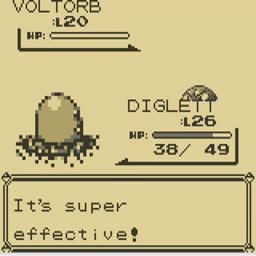 VOLTORB
:L20
HP:
DIGLETT
:L26
HP:
38/ 49
It's super
effective!